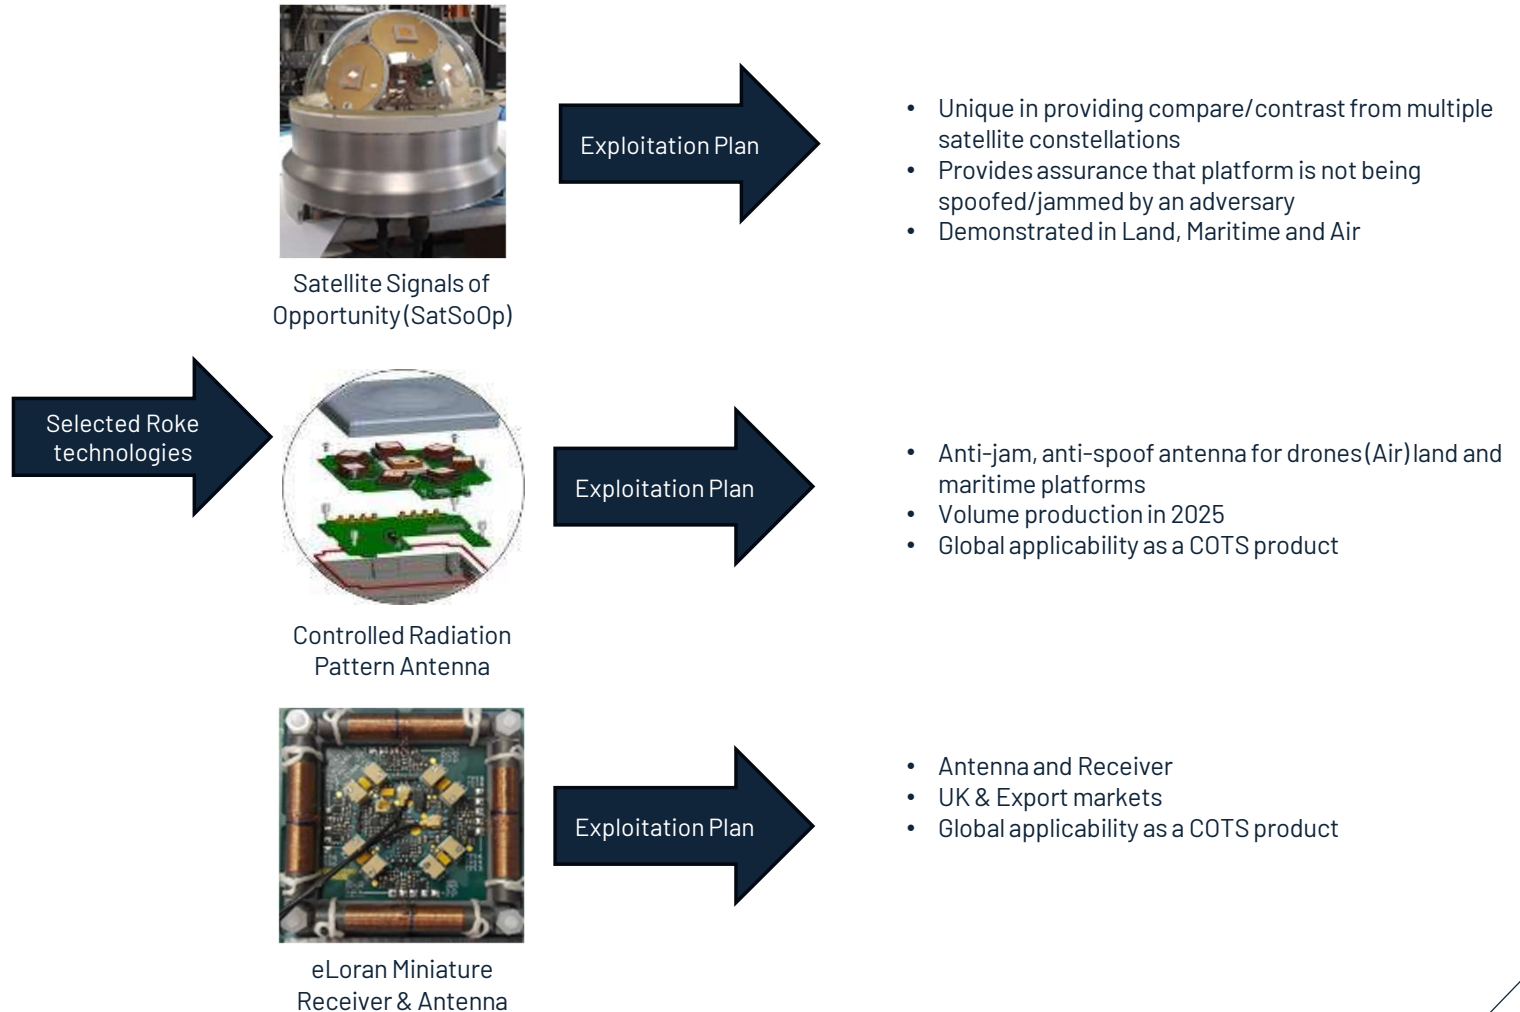 Exploitation Plan
• Unique in providing compare/contrast from multiple
satellite constellations
• Provides assurance that platform is not being
spoofed/jammed by an adversary
• Demonstrated in Land, Maritime and Air
Satellite Signals of
Opportunity (SatSoOp)
Selected Roke
technologies
Exploitation Plan
• Anti-jam, anti-spoof antenna for drones (Air) land and
maritime platforms
• Volume production in 2025
• Global applicability as a COTS product
Controlled Radiation
Pattern Antenna
Exploitation Plan
• Antenna and Receiver
• UK & Export markets
• Global applicability as a COTS product
eLoran Miniature
Receiver & Antenna